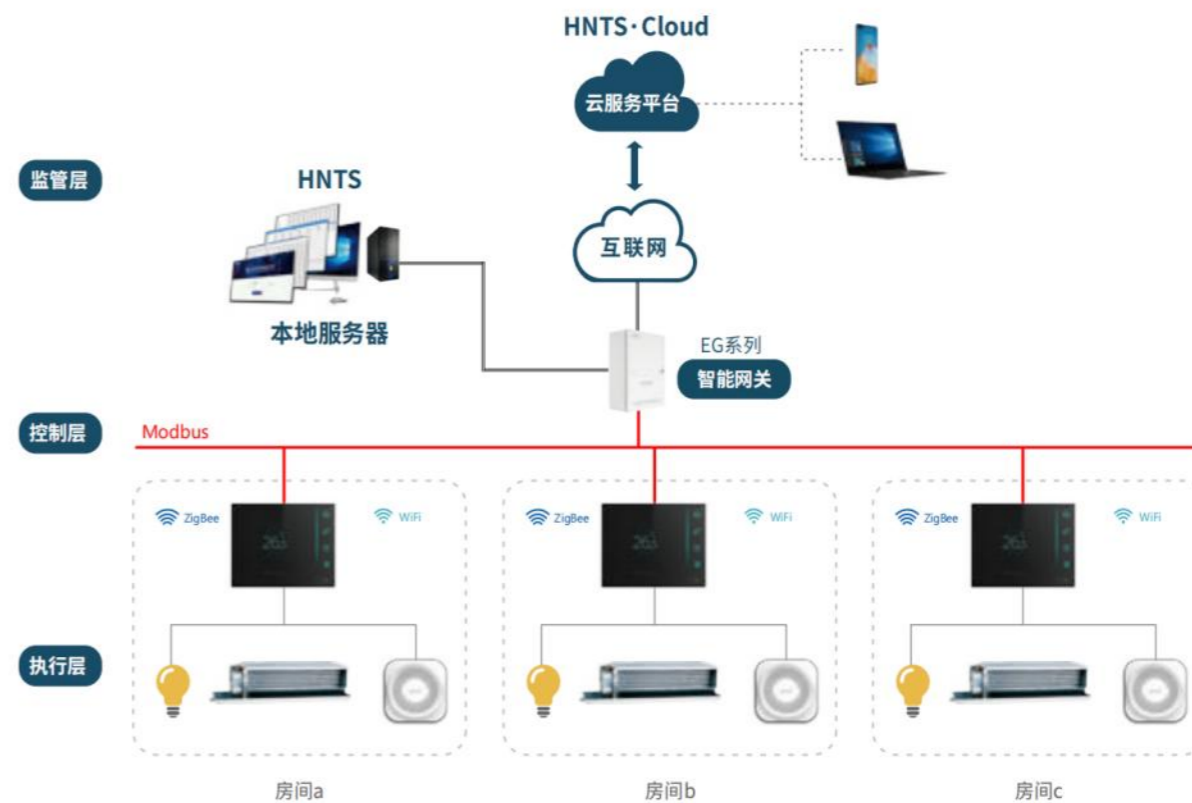 HNTS·Cloud
云服务平台
监管层
HNTS
互联网
本地服务器
EG系列
智能网关
控制层
Modbus
ZigBee
WiFi
ZigBee
WiFi
ZigBee
WiFi
执行层
房间a
房间b
房间c